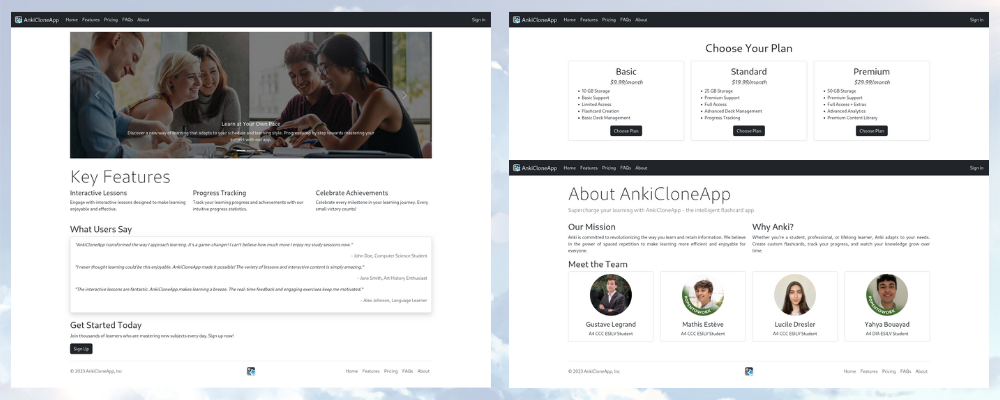 AnkiCloneApp Home Features Pricing FAQs About Sign in
Learn at Your Own Pace
Discover a new way of learning that adapts to your schedule and learning style. Progress step by step towards mastering your
subject with our app.
Key Features
Interactive Lessons
Engage with interactive lessons designed to make learning
enjoyable and effective.
Progress Tracking
Track your learning progress and achievements with our
intuitive progress statistics.
Celebrate Achievements
Celebrate every milestone in your learning journey. Every
small victory counts!
What Users Say
"AnkiCloneApp transformed the way I approach learning. It's a game-changer! I can't believe how much more I enjoy my study sessions now."
- John Doe, Computer Science Student
"I never thought learning could be this enjoyable. AnkiCloneApp made it possible! The variety of lessons and interactive content is simply amazing."
- Jane Smith, Art History Enthusiast
"The interactive lessons are fantastic. AnkiCloneApp makes learning a breeze. The real-time feedback and engaging exercises keep me motivated."
- Alex Johnson, Language Learner
Get Started Today
Join thousands of learners who are mastering new subjects every day. Sign up now!
Sign Up
© 2023 AnkiCloneApp, Inc
Home Features Pricing FAQs About
AnkiCloneApp Home Features Pricing FAQs About Sign in
Choose Your Plan
Basic
$9.99/month
10 GB Storage
Basic Support
Limited Access
Flashcard Creation
Basic Deck Management
Choose Plan
Standard
$19.99/month
25 GB Storage
Premium Support
Full Access
Advanced Deck Management
Progress Tracking
Choose Plan
Premium
$29.99/month
50 GB Storage
Premium Support
Full Access + Extras
Advanced Analytics
Premium Content Library
Choose Plan
AnkiCloneApp Home Features Pricing FAQs About Sign in
About AnkiCloneApp
Supercharge your learning with AnkiCloneApp - the intelligent flashcard app.
Our Mission
Anki is committed to revolutionizing the way you learn and retain information. We believe
in the power of spaced repetition to make learning more efficient and enjoyable for
everyone.
Why Anki?
Whether you're a student, professional, or lifelong learner, Anki adapts to your needs.
Create custom flashcards, track your progress, and watch your knowledge grow over
time.
Meet the Team
Gustave Legrand
A4 CCC ESILV Student
#OPENTOWORK
Mathis Estève
A4 CCC ESILV Student
Lucile Dresler
A4 CCC ESILV Student
#OPENTOWORK
Yahya Bouayad
A4 DIA ESILV Student
© 2023 AnkiCloneApp, Inc
Home Features Pricing FAQs About